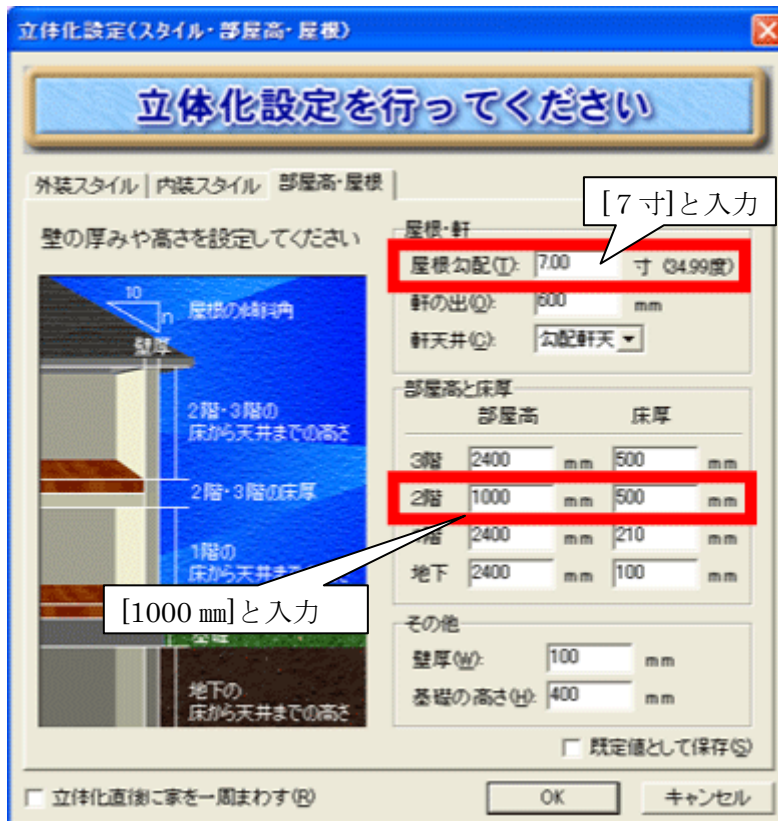 立体化設定(スタイル・部屋高・屋根)
立体化設定を行ってください
外装スタイル 内装スタイル 部屋高・屋根
[7寸]と入力
壁の厚みや高さを設定してください
10
n
屋根の傾斜角
壁厚
2階・3階の
床から天井までの高さ
2階・3階の床厚
1階の
床から天井まで
基礎
地下の
床から天井までの高さ
[1000㎜]と入力
屋根・軒
屋根勾配(T): 7.00 寸 (34.99度)
軒の出(O): 600 mm
軒天井(C): 勾配軒天
部屋高と床厚
部屋高 床厚
3階 2400 mm 500 mm
2階 1000 mm 500 mm
階 2400 mm 210 mm
地下 2400 mm 100 mm
その他
壁厚(W): 100 mm
基礎の高さ(H): 400 mm
既定値として保存(S)
立体化直後に家を一周まわす(R)
OK キャンセル